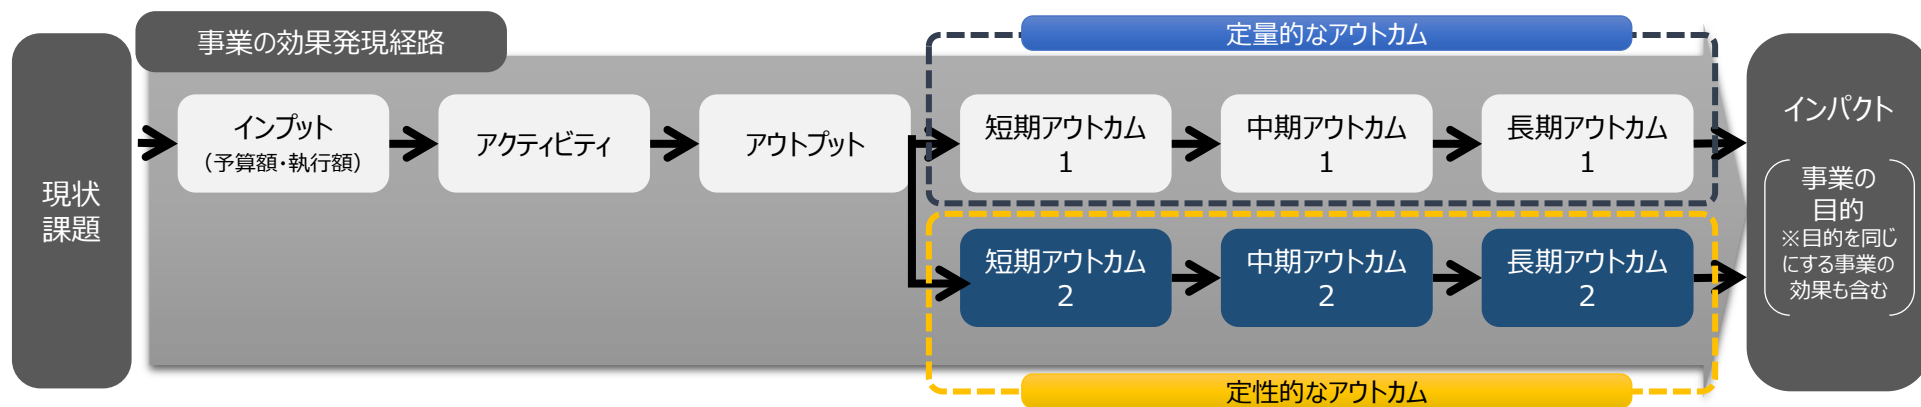 現状
課題
事業の効果発現経路
インプット
(予算額・執行額)
アクティビティ
アウトプット
定量的なアウトカム
短期アウトカム
1
中期アウトカム
1
長期アウトカム
1
短期アウトカム
2
中期アウトカム
2
長期アウトカム
2
定性的なアウトカム
インパクト
事業の
目的
※目的を同じ
にする事業の
効果も含む